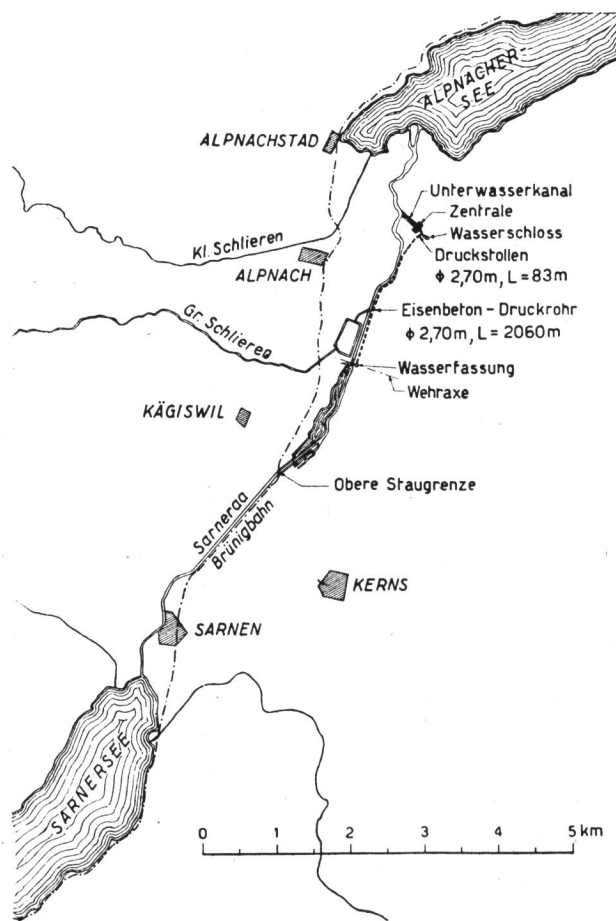 ALPNACHER-
SEE
ALPNACHSTAD
Unterwasserkanal
Zentrale
Wasserschloss
Kl. Schlieren
Druckstollen
ALPNACH
ϕ 2,70m, L = 83m
Gr. Schlieren
Eisenbeton - Druckrohr
ϕ 2,70m, L = 2060m
Wasserfassung
Wehraxe
KÄGISWIL
Obere Staugrenze
Sarneraa
Brünigbahn
KERNS
SARNEN
SARNERSEE
0 1 2 3 4 5 km